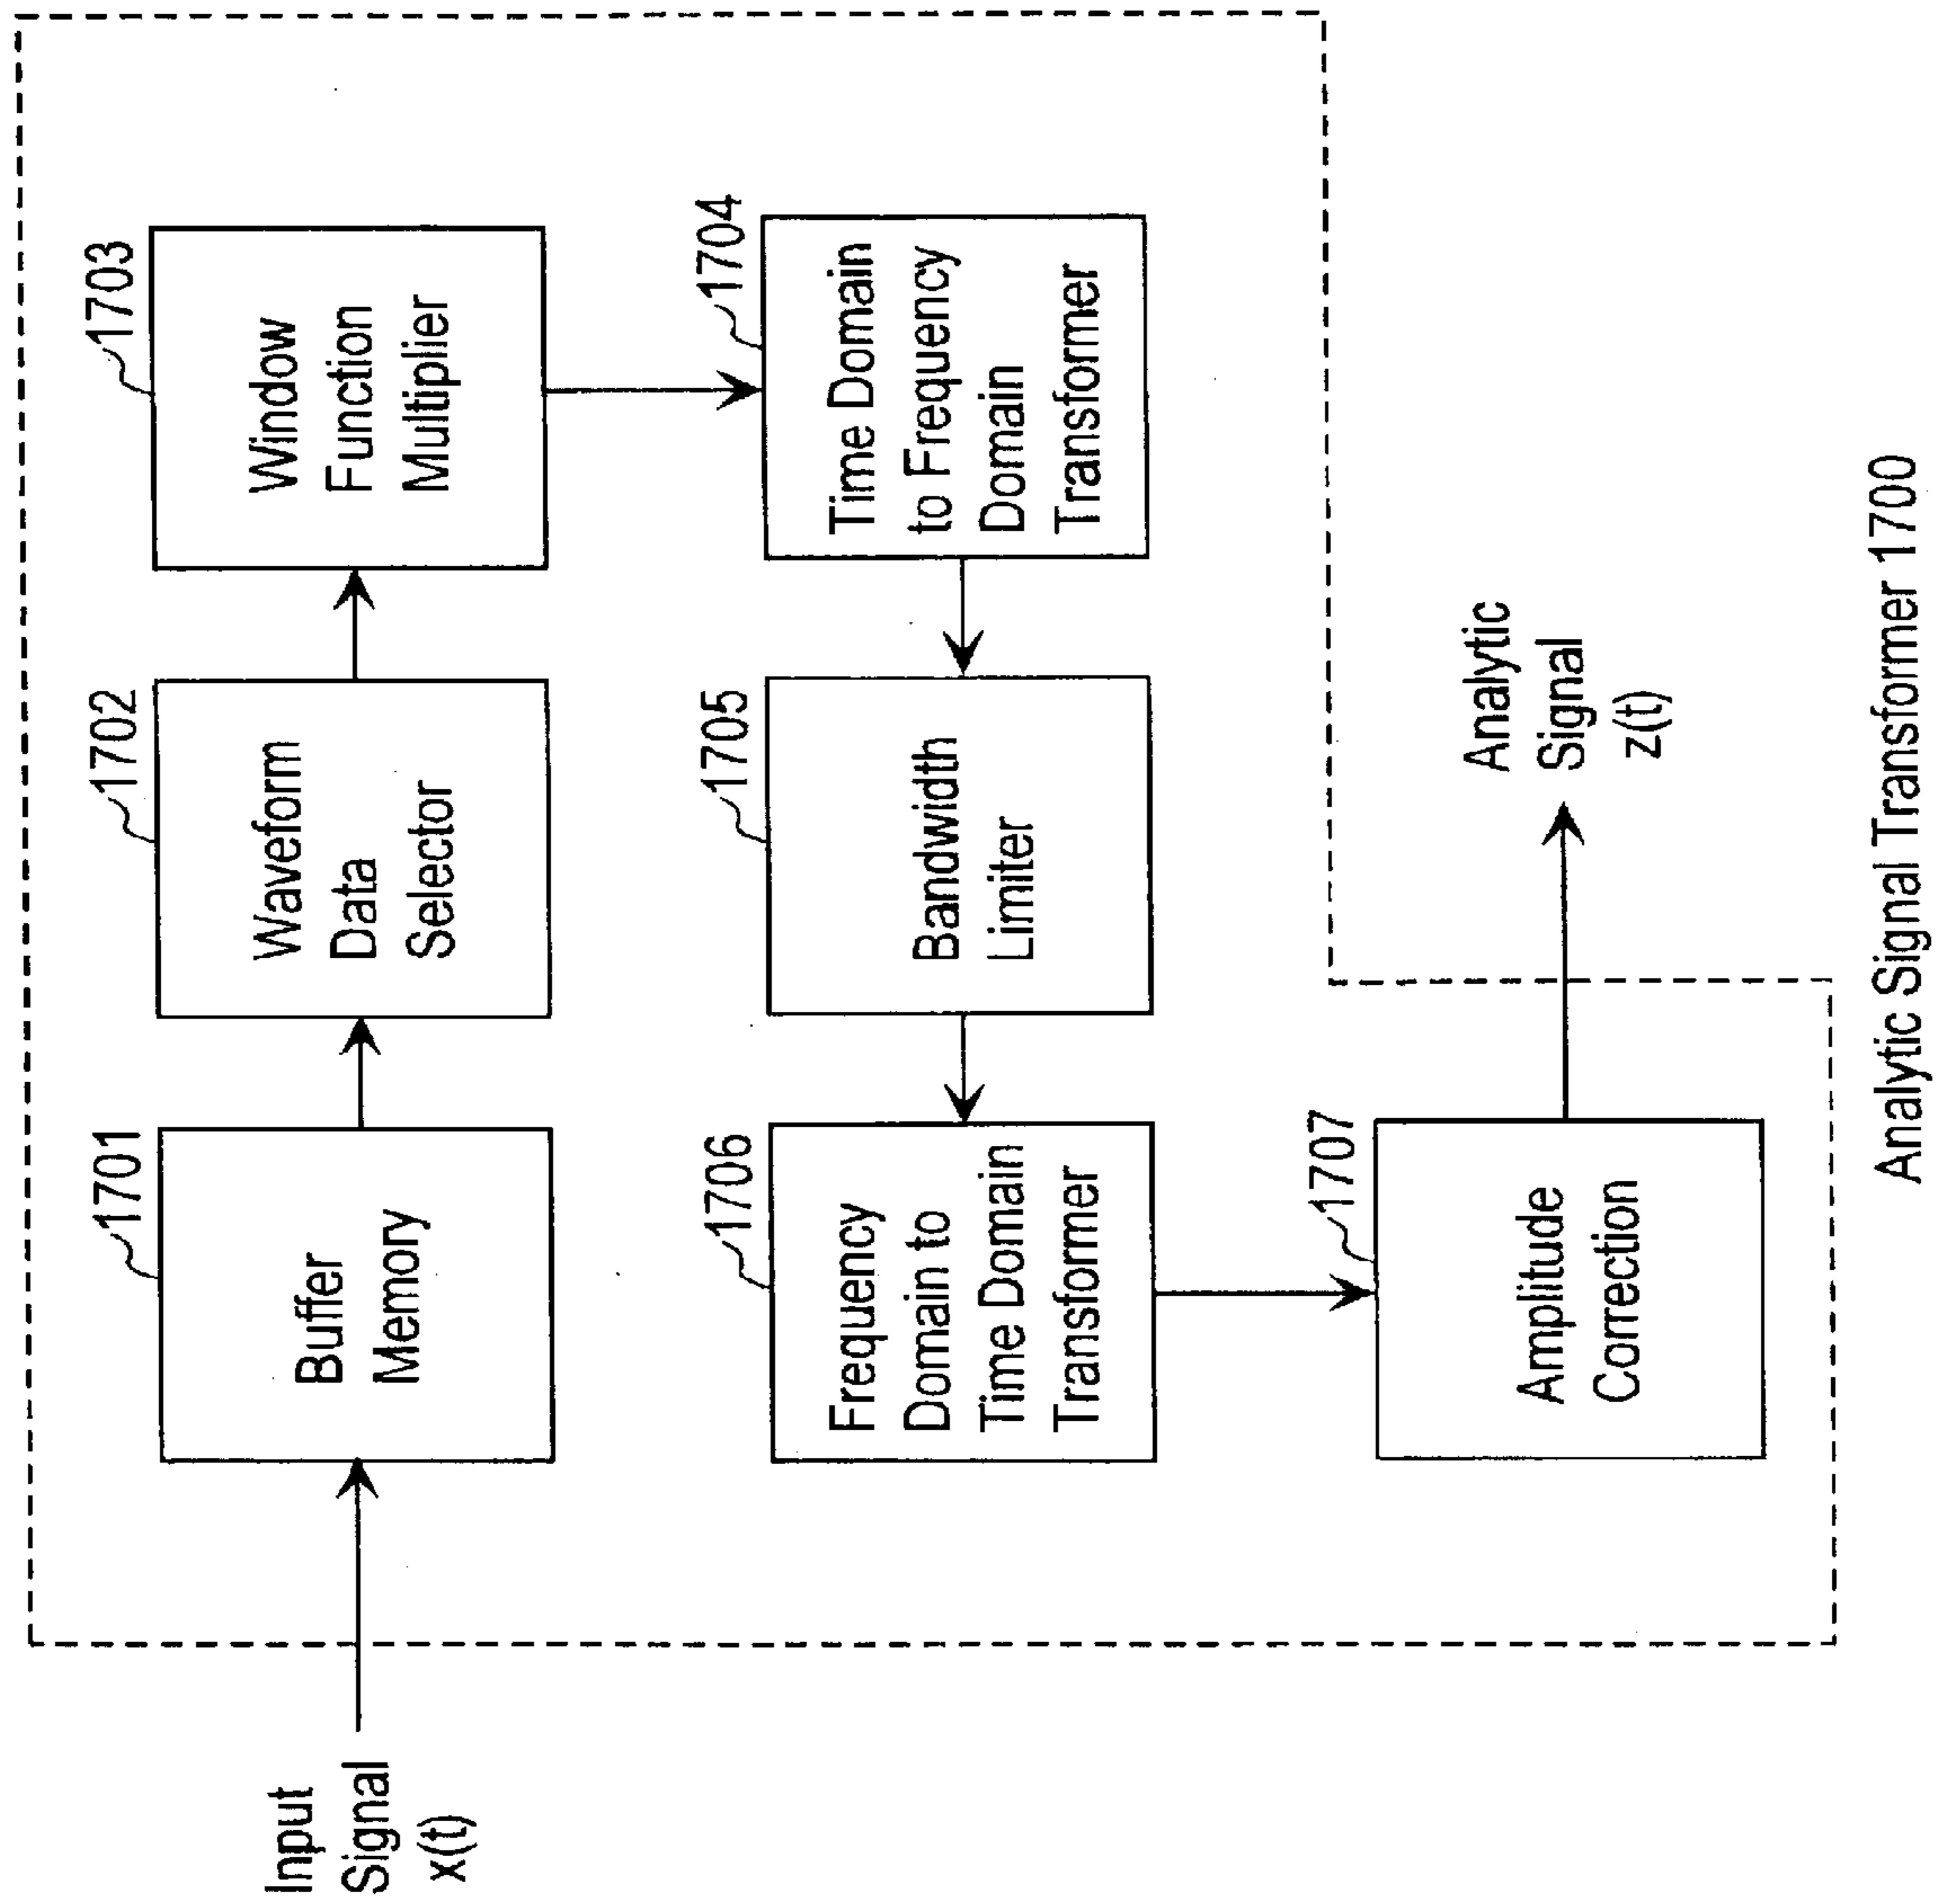 Input
Signal
x(t)
1701
Buffer
Memory
1702
Waveform
Data
Selector
1703
Window
Function
Multiplier
1706
Frequency
Domain to
Time Domain
Transformer
1705
Bandwidth
Limiter
1704
Time Domain
to Frequency
Domain
Transformer
1707
Amplitude
Correction
Analytic
Signal
z(t)
Analytic Signal Transformer 1700